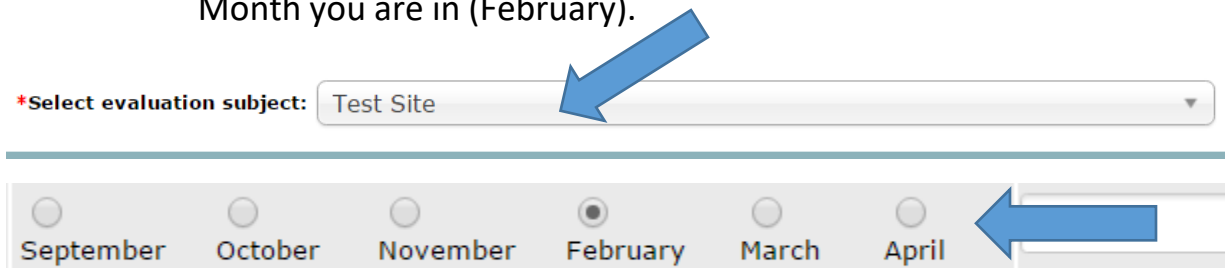 Month you are in (February).
*Select evaluation subject: Test Site
September October November February March April